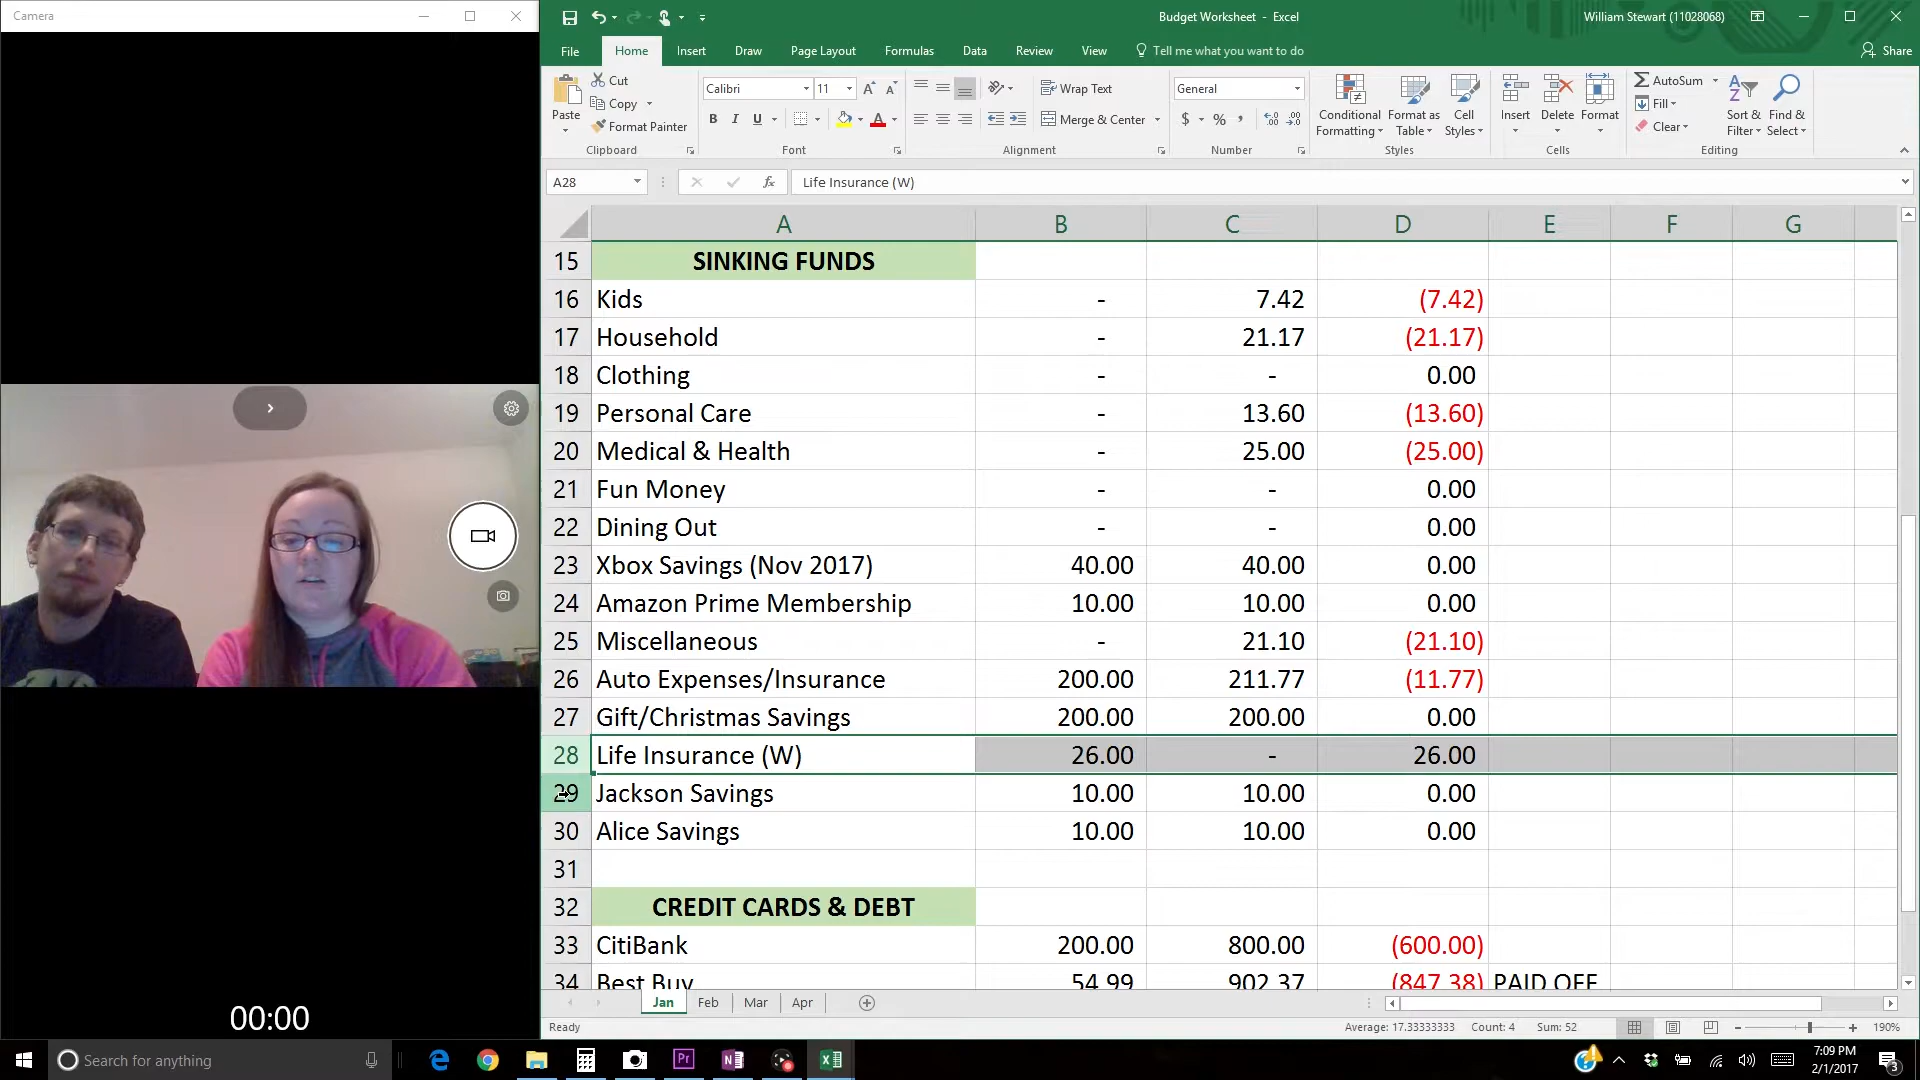 Camera
00:00
Budget Worksheet - Excel
William Stewart (11028068)
File Home Insert Draw Page Layout Formulas Data Review View Tell me what you want to do Share
Paste
Cut
Copy
Format Painter
Clipboard
Calibri 11
B I U
Font
Wrap Text
Merge & Center
Alignment
General
$ % ,
Number
Conditional Formatting
Format as Table
Cell Styles
Styles
Insert Delete Format
Cells
AutoSum
Fill
Clear
Sort & Filter
Find & Select
Editing
A28 fx Life Insurance (W)
A B C D E F G
15 SINKING FUNDS
16 Kids - 7.42 (7.42)
17 Household - 21.17 (21.17)
18 Clothing - - 0.00
19 Personal Care - 13.60 (13.60)
20 Medical & Health - 25.00 (25.00)
21 Fun Money - - 0.00
22 Dining Out - - 0.00
23 Xbox Savings (Nov 2017) 40.00 40.00 0.00
24 Amazon Prime Membership 10.00 10.00 0.00
25 Miscellaneous - 21.10 (21.10)
26 Auto Expenses/Insurance 200.00 211.77 (11.77)
27 Gift/Christmas Savings 200.00 200.00 0.00
28 Life Insurance (W) 26.00 - 26.00
29 Jackson Savings 10.00 10.00 0.00
30 Alice Savings 10.00 10.00 0.00
31
32 CREDIT CARDS & DEBT
33 CitiBank 200.00 800.00 (600.00)
34 Best Buy 54.99 902.37 (847.38) PAID OFF
Jan Feb Mar Apr
Ready Average: 17.33333333 Count: 4 Sum: 52 190%
Search for anything
7:09 PM
2/1/2017